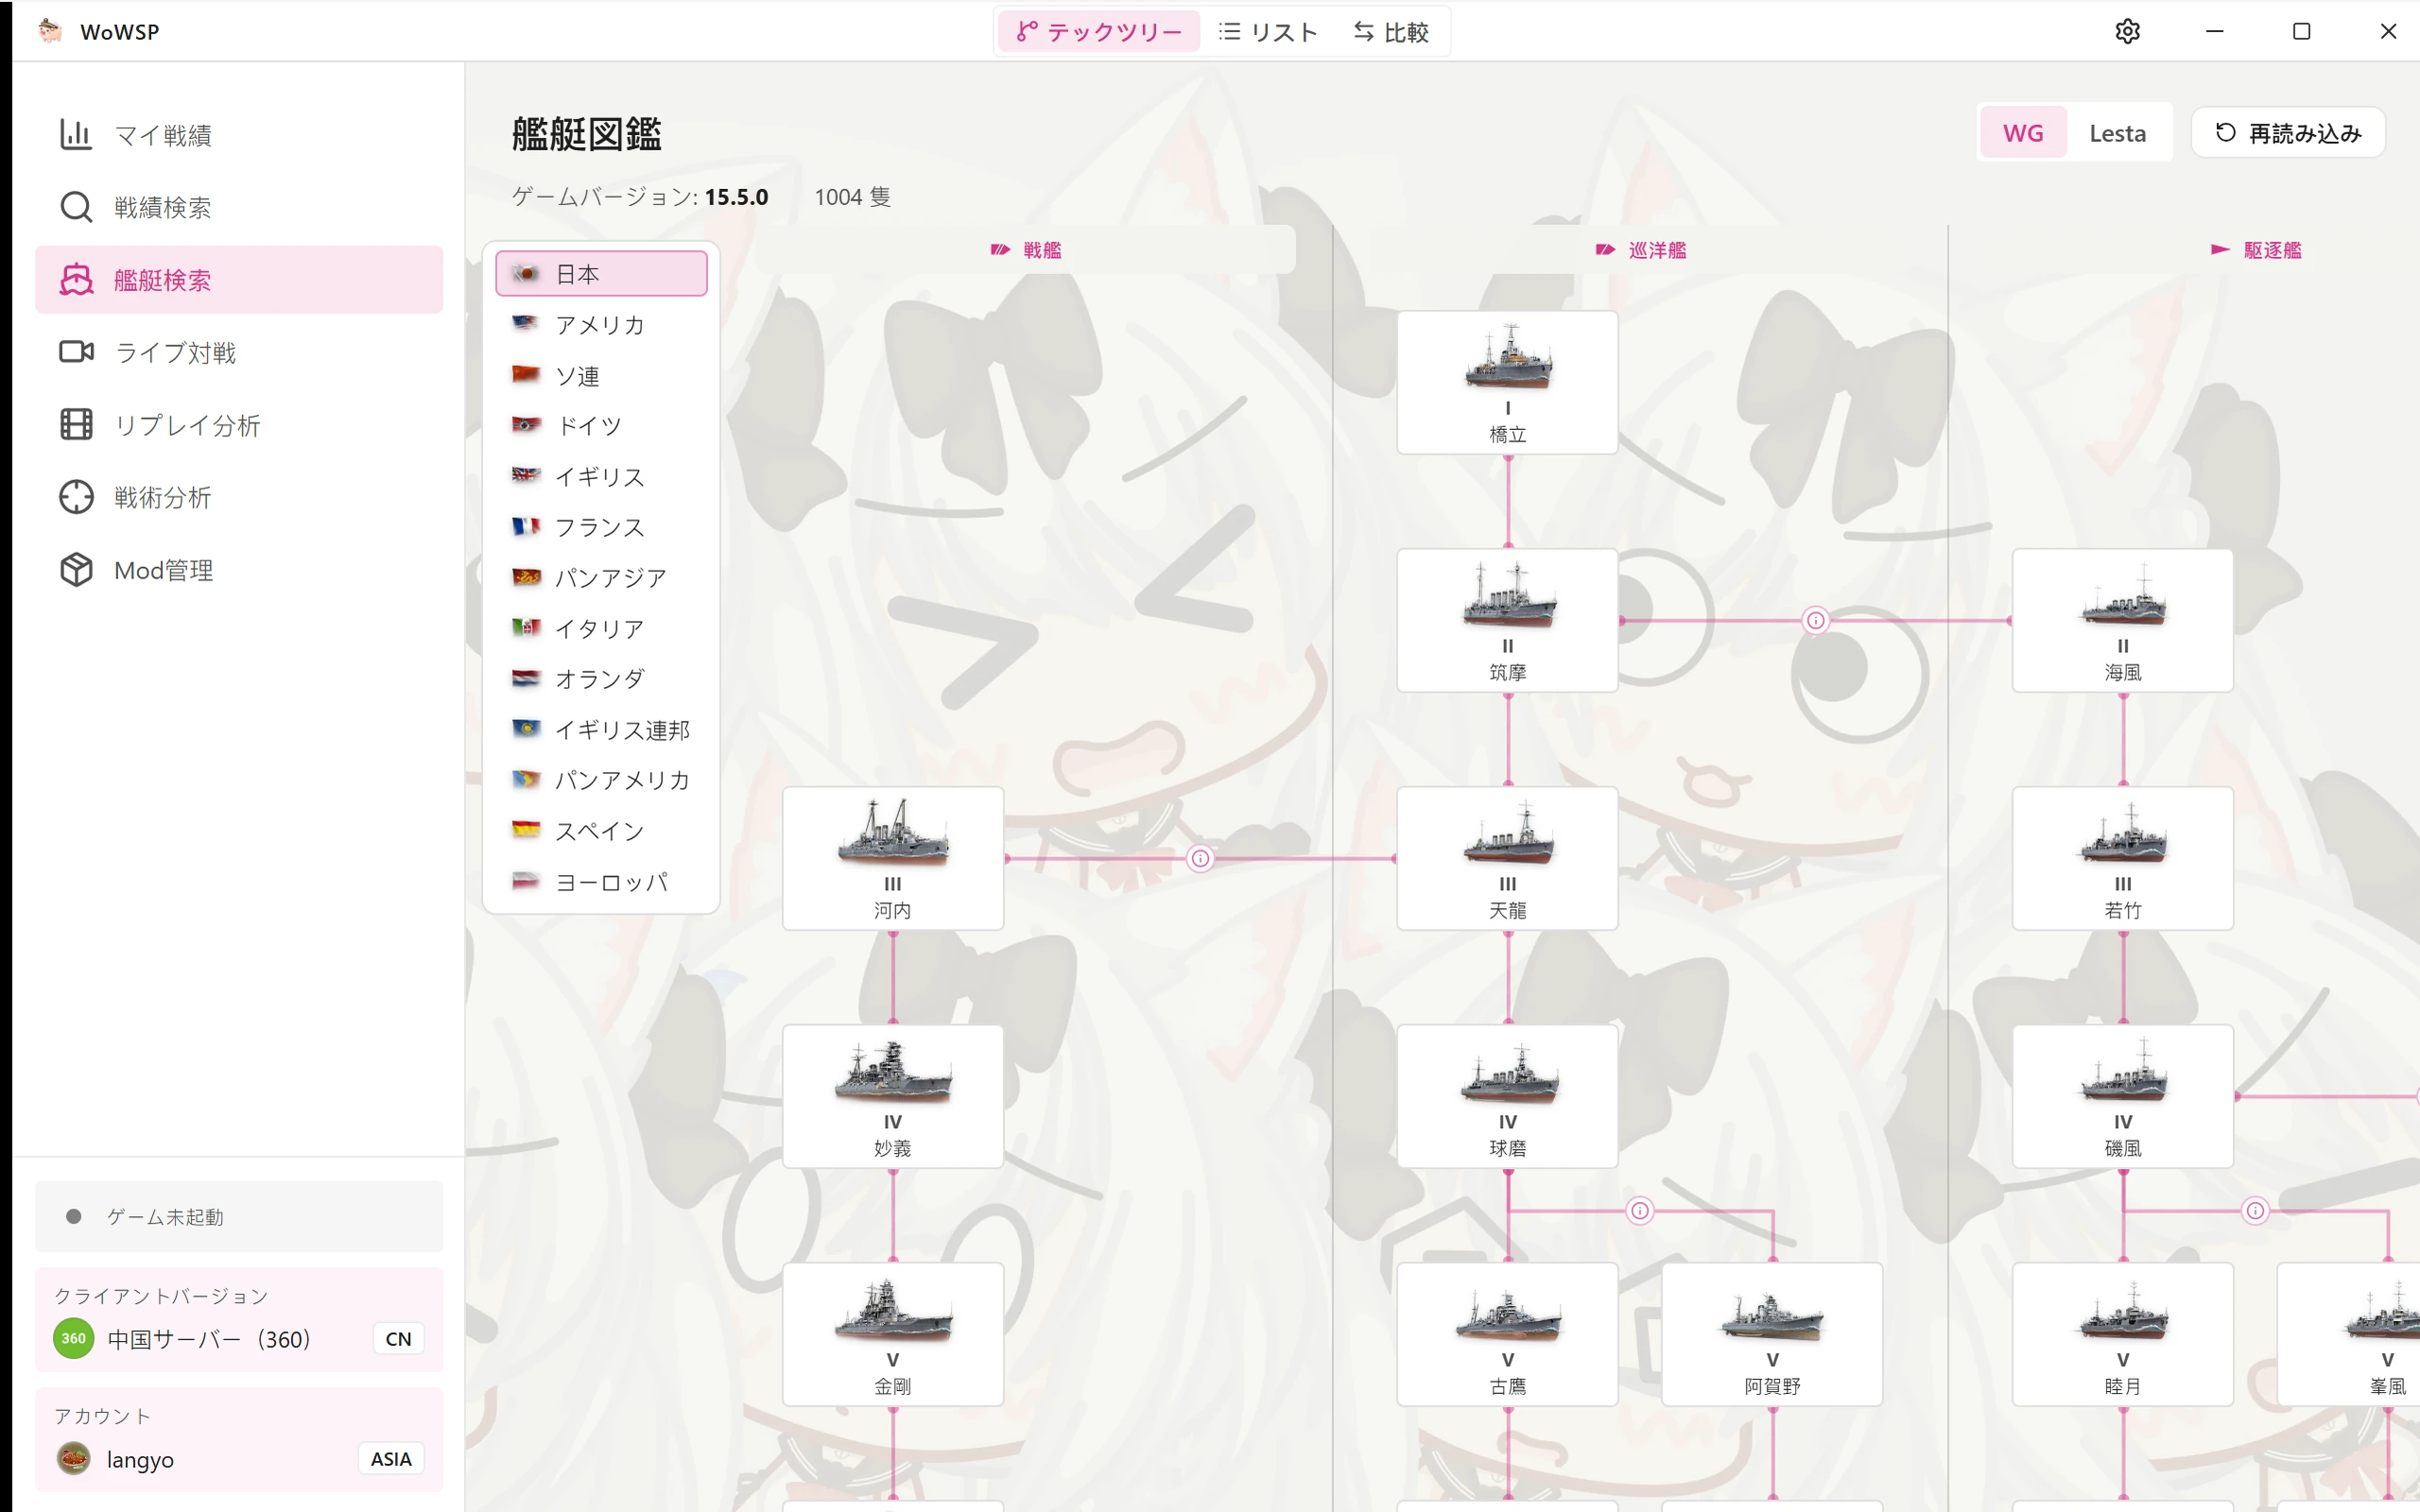 WoWSP
テックツリー
リスト
比較
マイ戦績
戦績検索
艦艇検索
ライブ対戦
リプレイ分析
戦術分析
Mod管理
ゲーム未起動
クライアントバージョン
360
中国サーバー（360）
CN
アカウント
langyo
ASIA
艦艇図鑑
WG
Lesta
再読み込み
ゲームバージョン: 15.5.0
1004 隻
日本
アメリカ
ソ連
ドイツ
イギリス
フランス
パンアジア
イタリア
オランダ
イギリス連邦
パンアメリカ
スペイン
ヨーロッパ
戦艦
巡洋艦
駆逐艦
I
橋立
II
筑摩
II
海風
III
河内
III
天龍
III
若竹
IV
妙義
IV
球磨
IV
磯風
V
金剛
V
古鷹
V
阿賀野
V
睦月
V
峯風